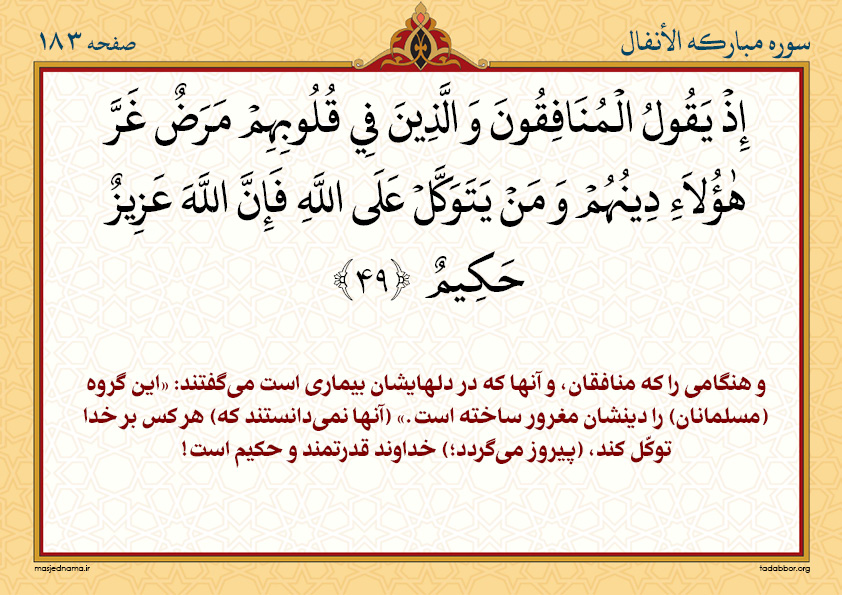 سوره مبارکه الأنفال
صفحه ۱۸۳
إِذْ يَقُولُ الْمُنَافِقُونَ وَ الَّذِينَ فِي قُلُوبِهِمْ مَرَضٌ غَرَّ
هٰؤُلاَءِ دِينُهُمْ وَ مَنْ يَتَوَكَّلْ عَلَى اللَّهِ فَإِنَّ اللَّهَ عَزِيزٌ
حَكِيمٌ ﴿۴۹﴾
و هنگامی را که منافقان، و آنها که در دلهایشان بیماری است می‌گفتند: «این گروه
(مسلمانان) را دینشان مغرور ساخته است.» (آنها نمی‌دانستند که) هر کس بر خدا
توکّل کند، (پیروز می‌گردد؛) خداوند قدرتمند و حکیم است!
masjednama.ir
tadabbor.org